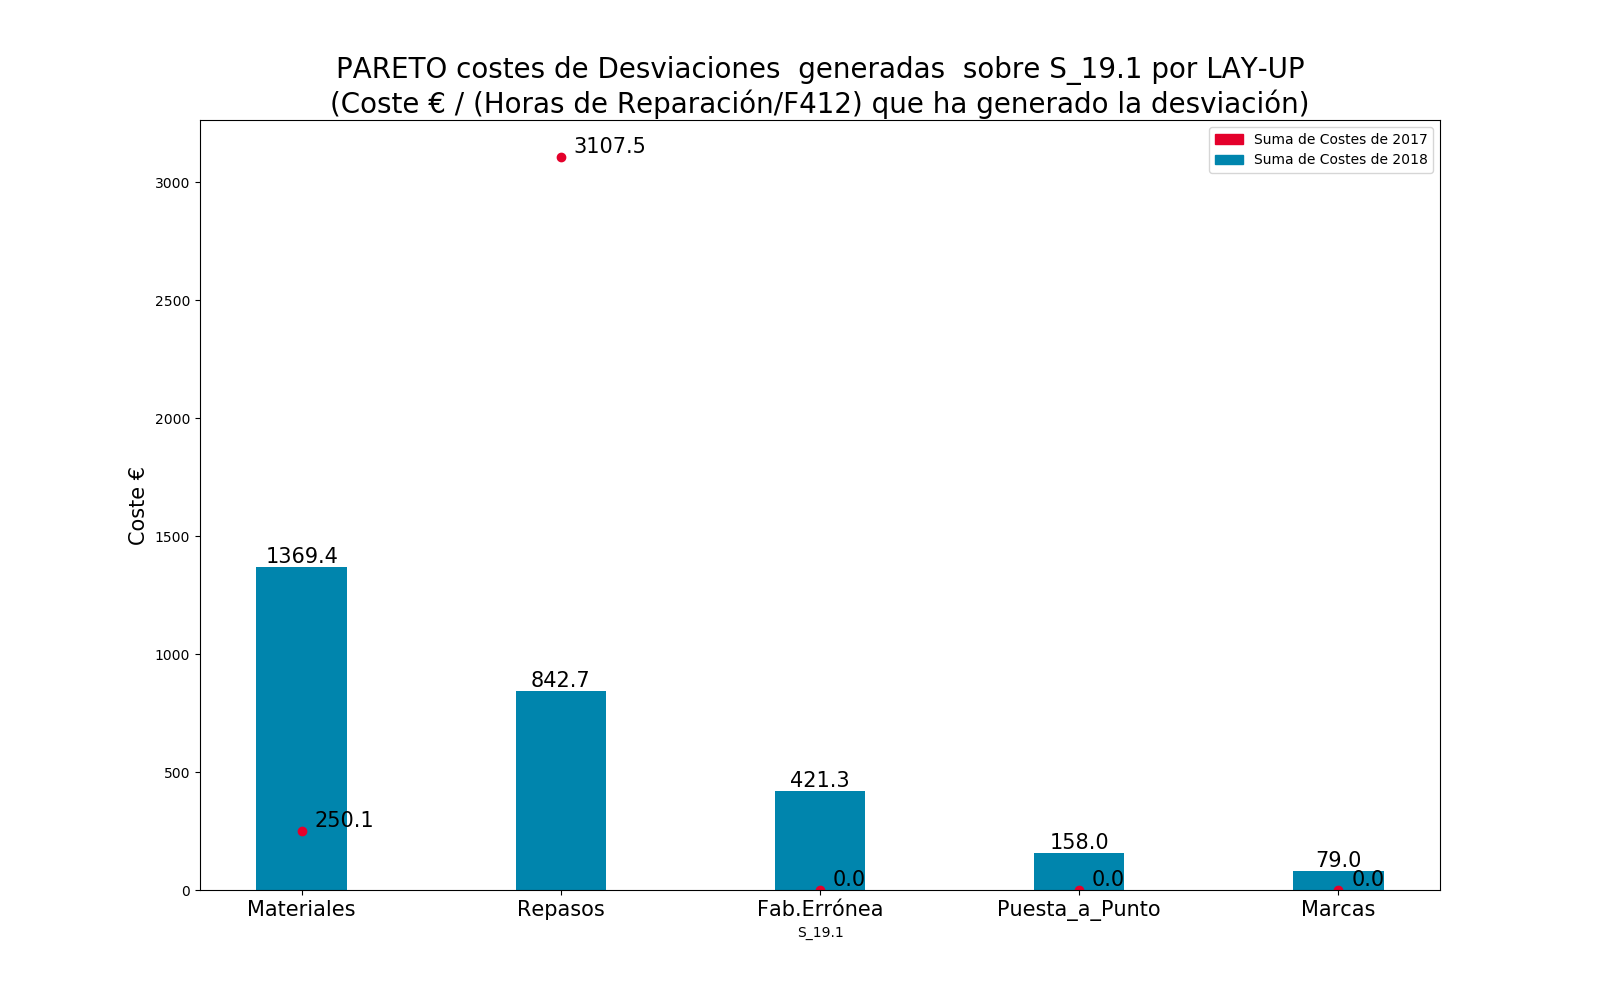 PARETO costes de Desviaciones  generadas  sobre S_19.1 por LAY-UP
(Coste € / (Horas de Reparación/F412) que ha generado la desviación)
Suma de Costes de 2017
Suma de Costes de 2018
Coste €
3000
2500
2000
1500
1000
500
0
3107.5
1369.4
842.7
250.1
421.3
158.0
79.0
0.0
0.0
0.0
Materiales
Repasos
Fab.Errónea
Puesta_a_Punto
Marcas
S_19.1